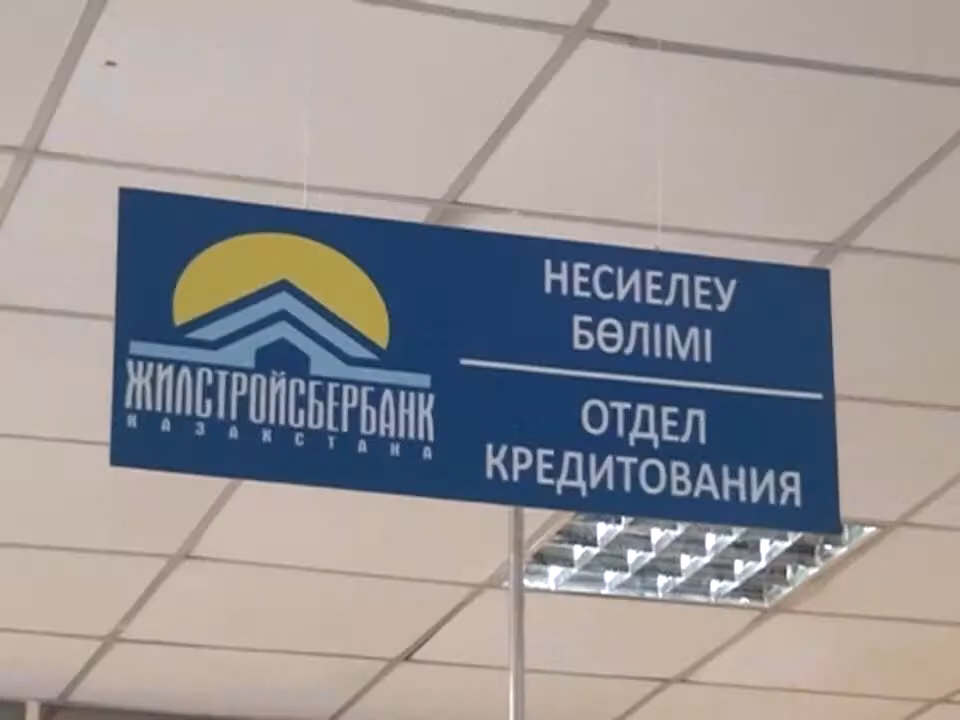 ЖИЛСТРОЙСБЕРБАНК
КАЗАХСТАНА
НЕСИЕЛЕУ
БӨЛІМІ
ОТДЕЛ
КРЕДИТОВАНИЯ